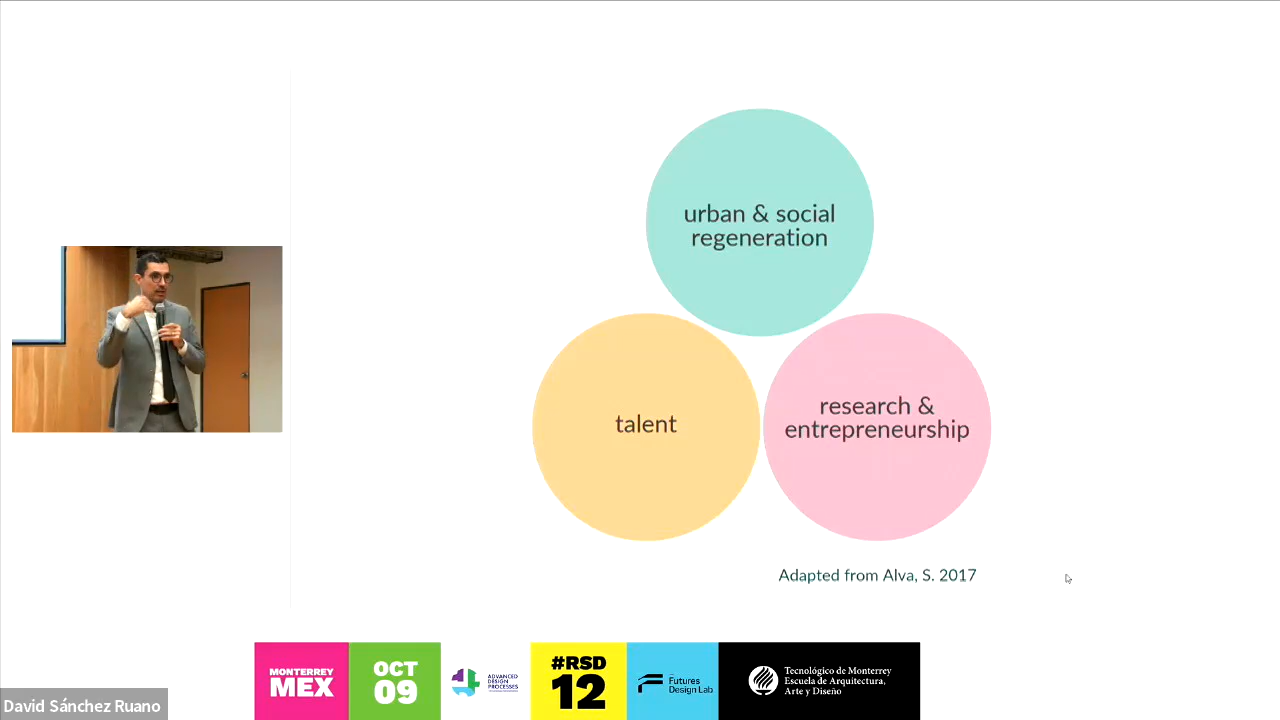 urban & social
regeneration
talent
research &
entrepreneurship
Adapted from Alva, S. 2017
MONTERREY
MEX
OCT
09
ADVANCED
DESIGN
PROCESSES
#RSD
12
Futures
Design Lab
Tecnológico de Monterrey
Escuela de Arquitectura,
Arte y Diseño
David Sánchez Ruano